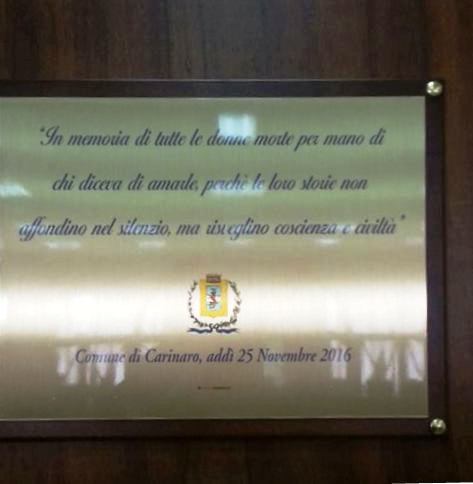 "In memoria di tutte le donne morte per mano di
chi diceva di amarle, perchè le loro storie non
affondino nel silenzio, ma risveglino coscienza e civiltà"
Comune di Carinaro, addì 25 Novembre 2016